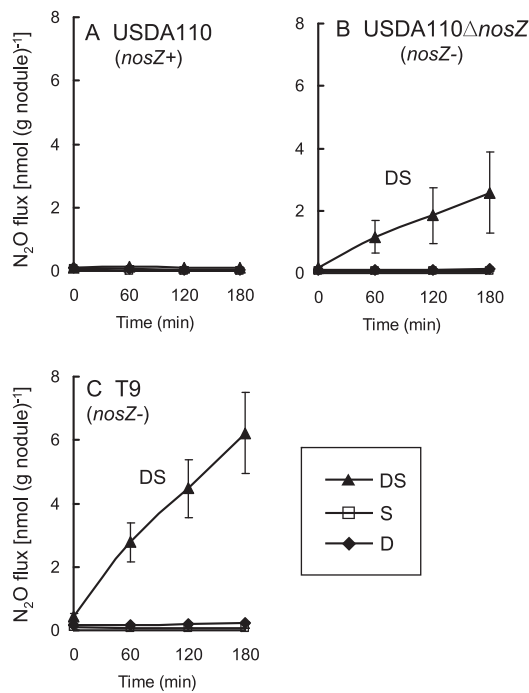 A USDA110
(nosZ+)
8
6
4
2
0
N₂O flux [nmol (g nodule)⁻¹]
0 60 120 180
Time (min)
B USDA110ΔnosZ
(nosZ-)
8
6
4
2
0
DS
0 60 120 180
Time (min)
C T9
(nosZ-)
8
6
4
2
0
N₂O flux [nmol (g nodule)⁻¹]
DS
0 60 120 180
Time (min)
DS
S
D